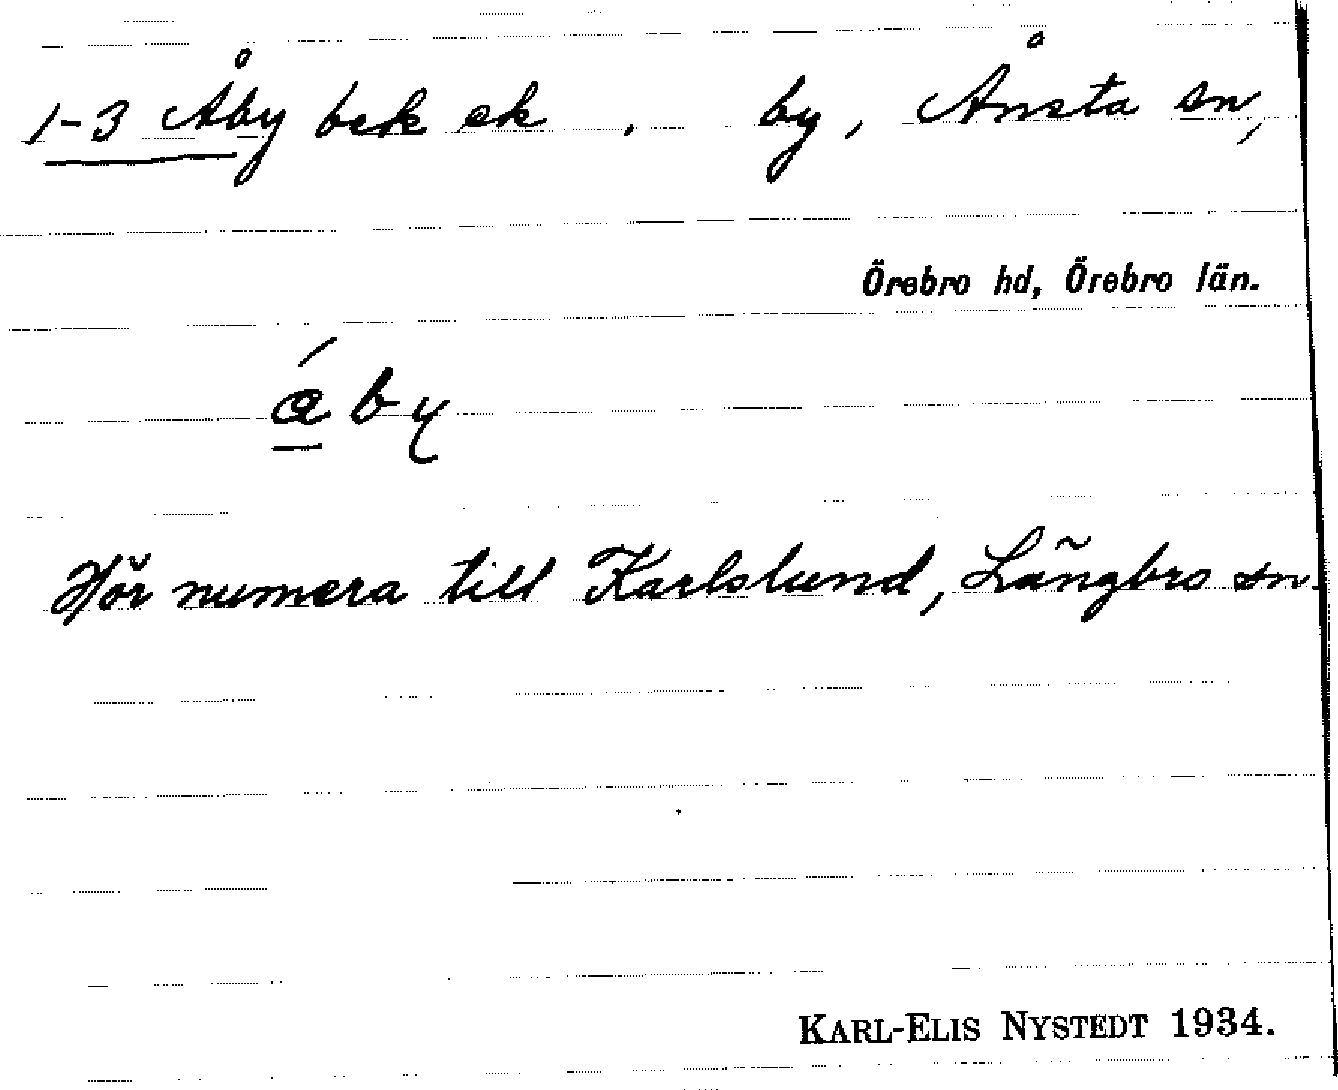 1-3 Åby bek ek . by, Ånsta sn,
Örebro hd, Örebro län.
áby
Hör numera till Karlslund, Längbro sn.
KARL-ELIS NYSTEDT 1934.